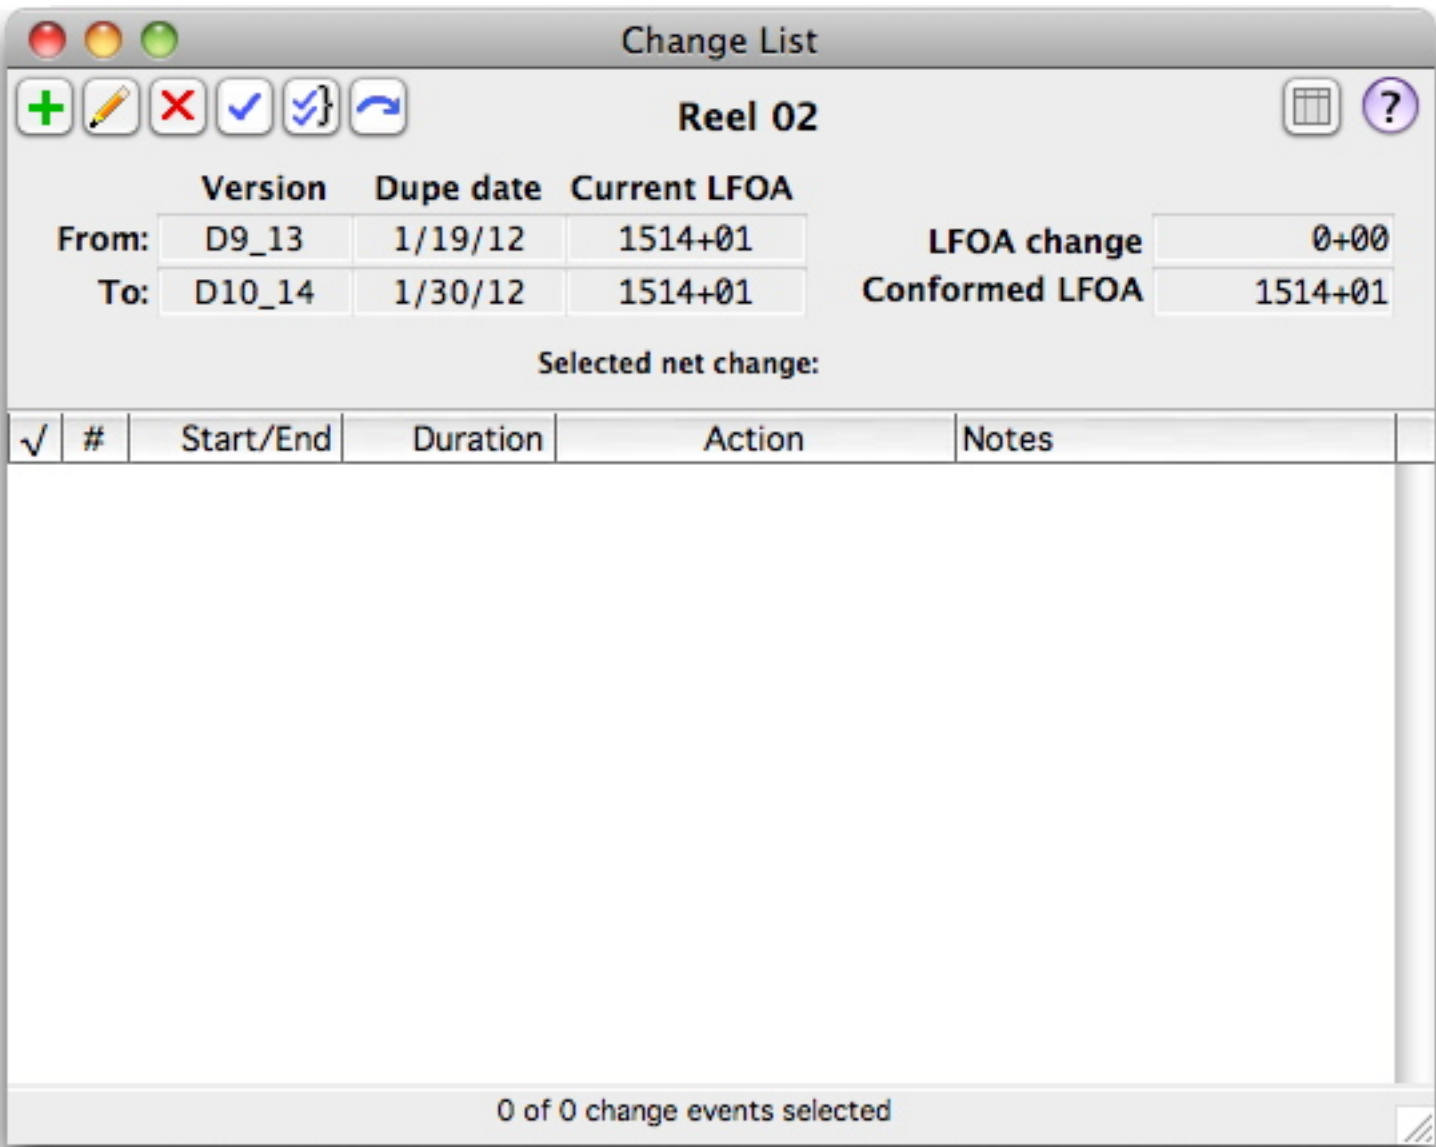 Change List
Reel 02
?
Version Dupe date Current LFOA
From: D9_13 1/19/12 1514+01 LFOA change 0+00
To: D10_14 1/30/12 1514+01 Conformed LFOA 1514+01
Selected net change:
√ # Start/End Duration Action Notes
0 of 0 change events selected